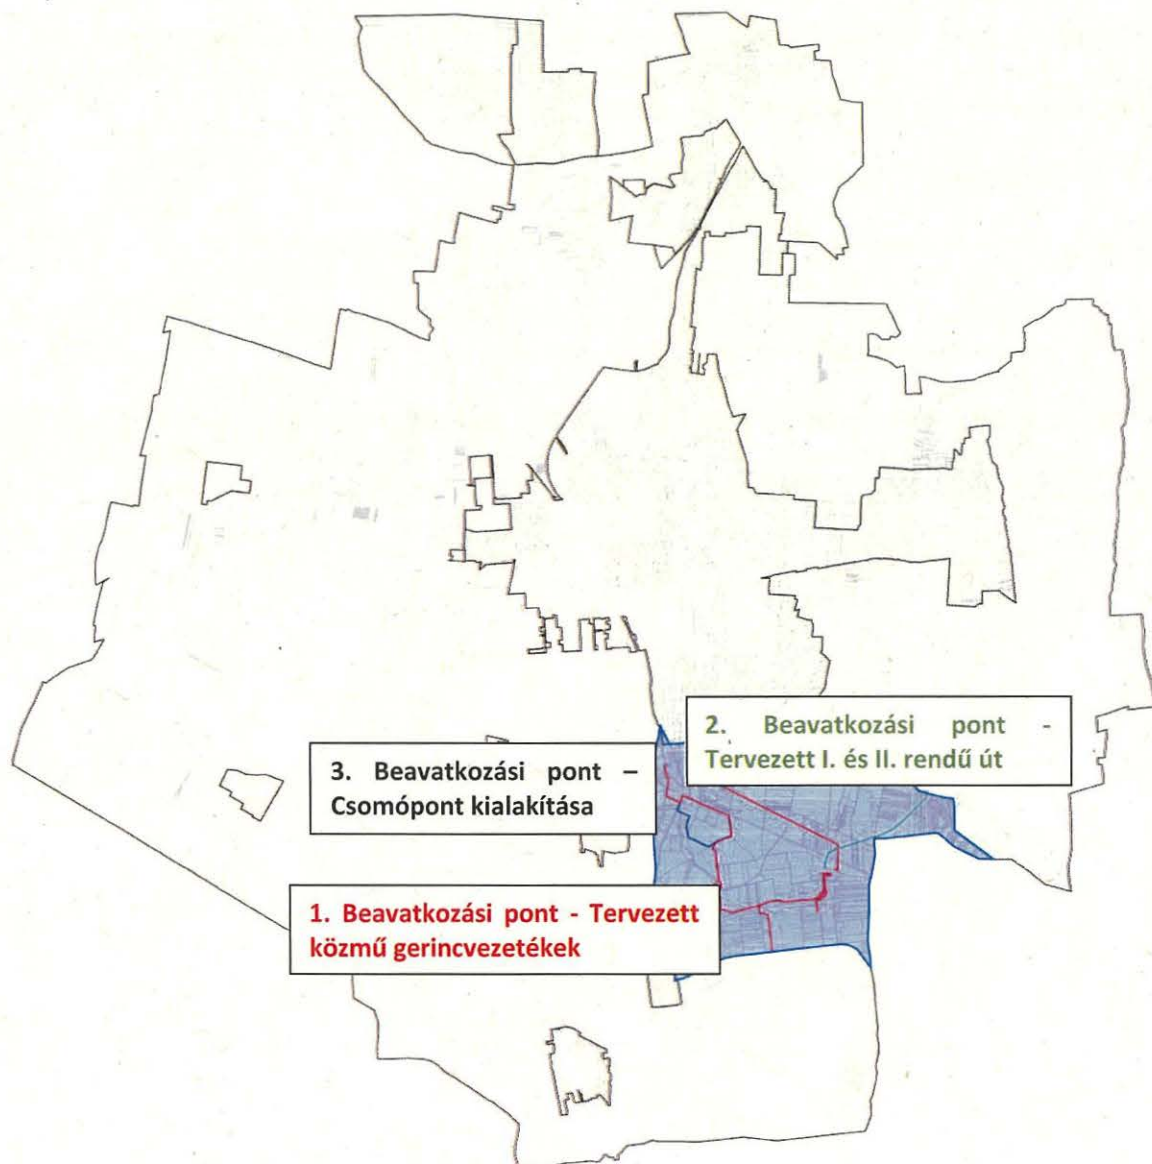 2. Beavatkozási pont -
Tervezett I. és II. rendű út
3. Beavatkozási pont –
Csomópont kialakítása
1. Beavatkozási pont - Tervezett
közmű gerincvezetékek